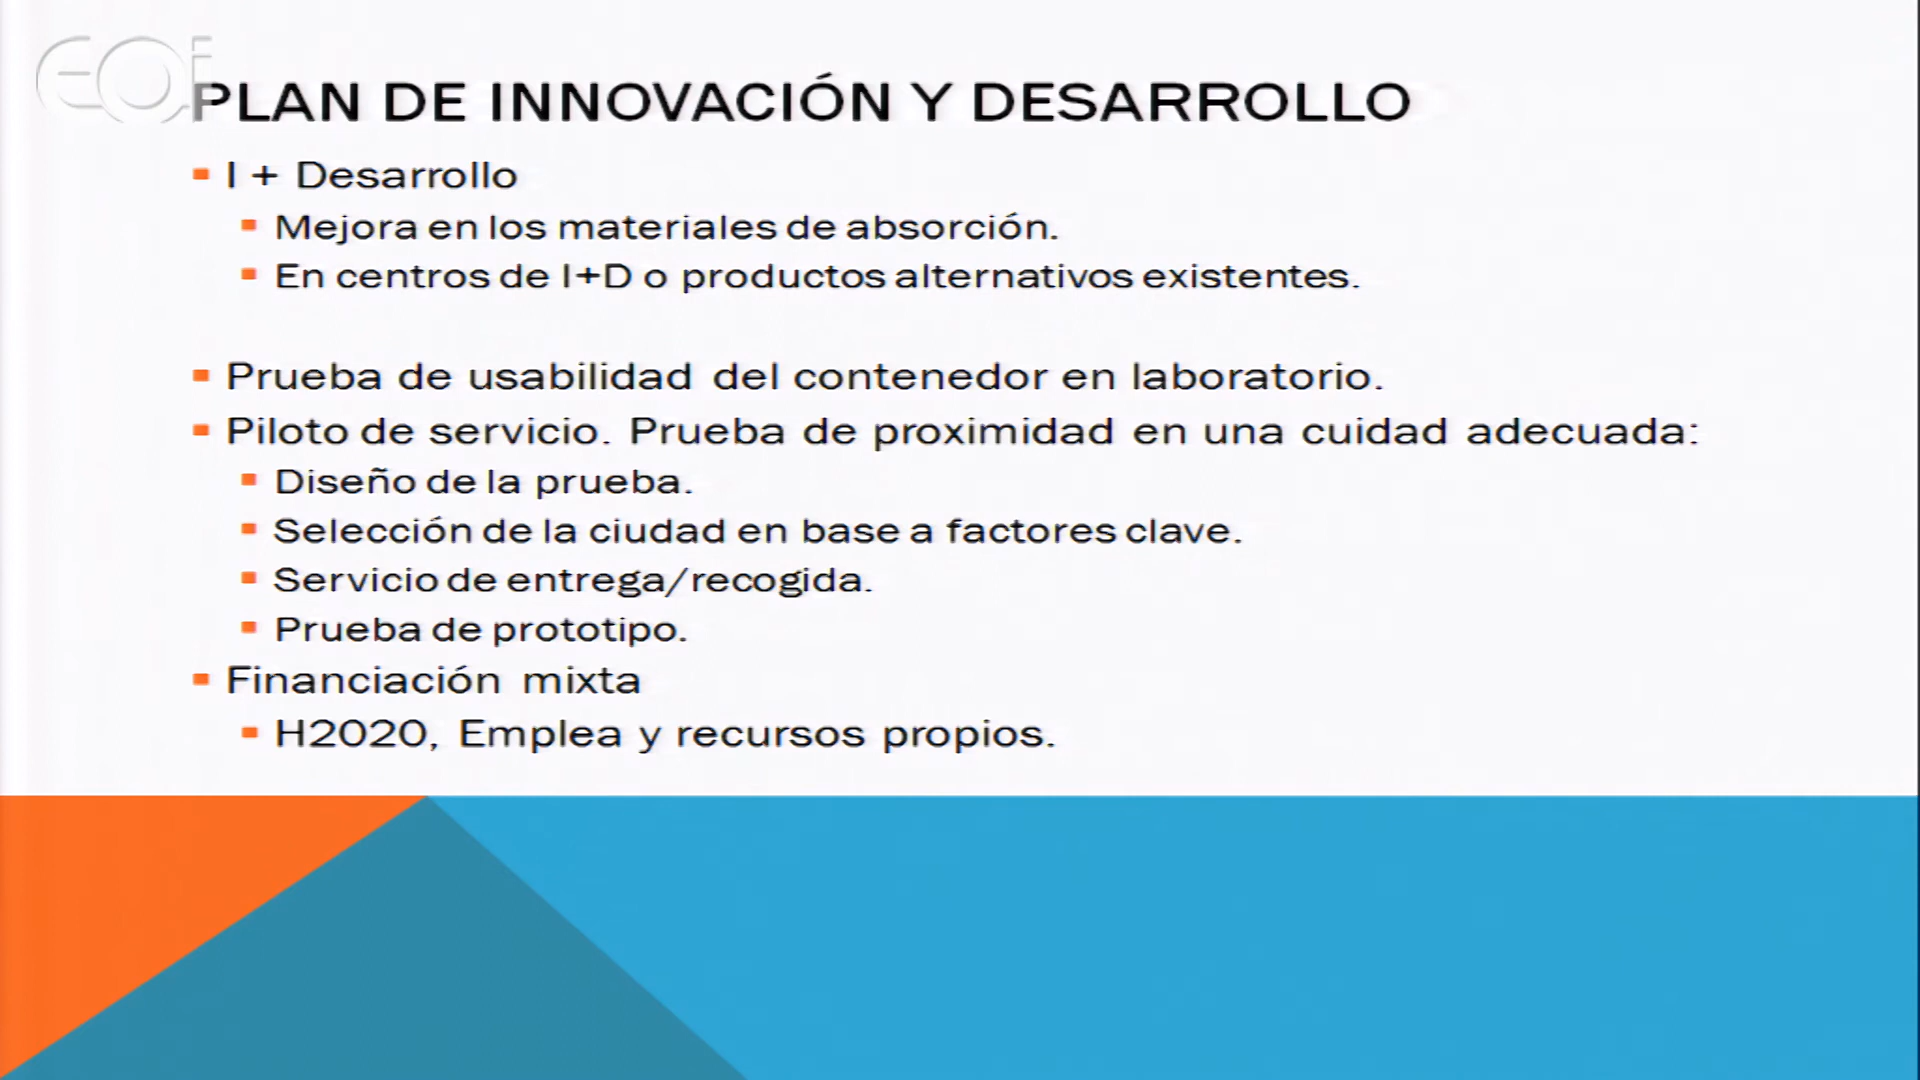 EOi
PLAN DE INNOVACIÓN Y DESARROLLO
I + Desarrollo
Mejora en los materiales de absorción.
En centros de I+D o productos alternativos existentes.
Prueba de usabilidad del contenedor en laboratorio.
Piloto de servicio. Prueba de proximidad en una cuidad adecuada:
Diseño de la prueba.
Selección de la ciudad en base a factores clave.
Servicio de entrega/recogida.
Prueba de prototipo.
Financiación mixta
H2020, Emplea y recursos propios.